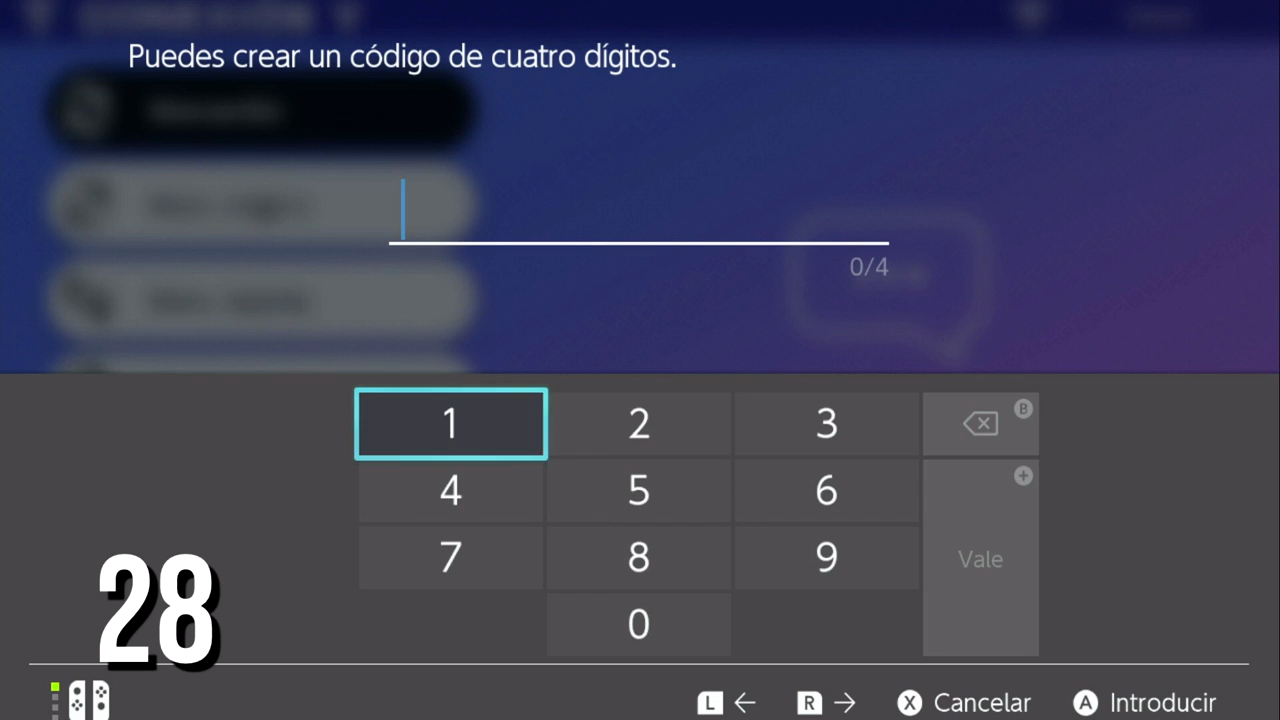 Puedes crear un código de cuatro dígitos.
0/4
1 2 3 B
4 5 6 +
7 8 9 Vale
0
28
L ← R → X Cancelar A Introducir